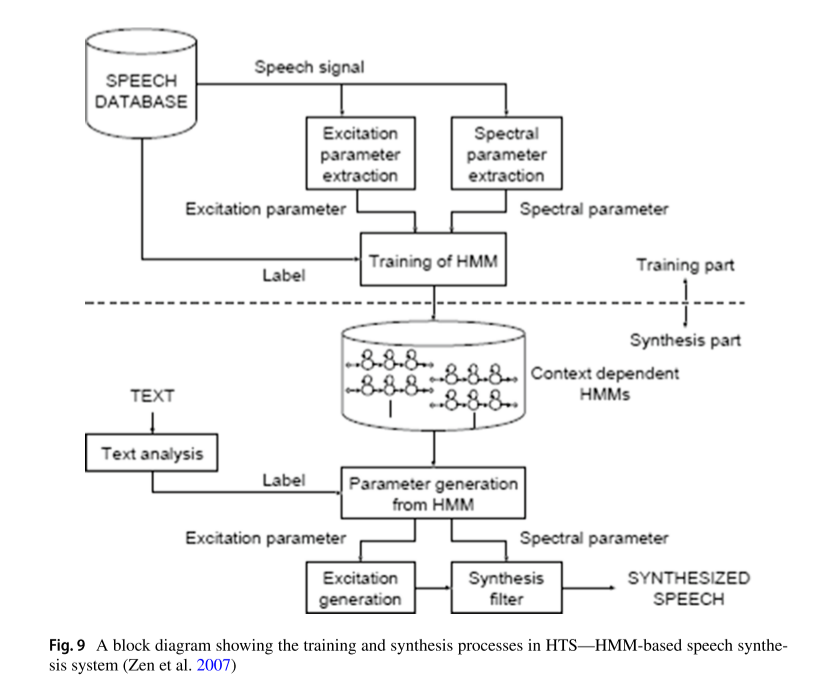 Speech signal
SPEECH
DATABASE
Excitation
parameter
extraction
Spectral
parameter
extraction
Excitation parameter
Spectral parameter
Training of HMM
Label
Training part
Synthesis part
Context dependent
HMMs
TEXT
Text analysis
Label
Parameter generation
from HMM
Excitation parameter
Spectral parameter
Excitation
generation
Synthesis
filter
SYNTHESIZED
SPEECH
Fig. 9 A block diagram showing the training and synthesis processes in HTS—HMM-based speech synthe-
sis system (Zen et al. 2007)